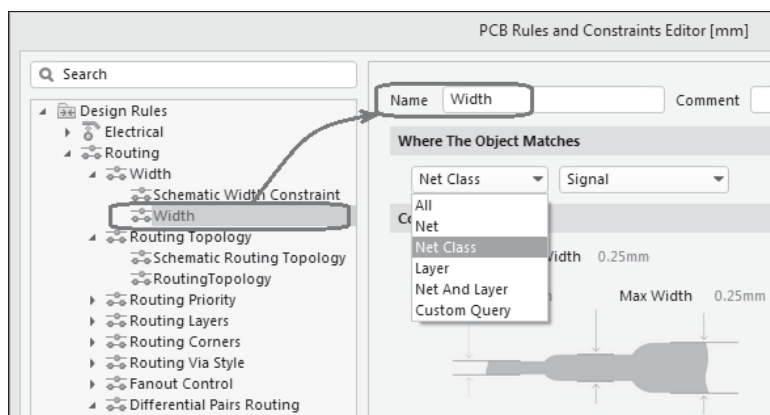 PCB Rules and Constraints Editor [mm]
Search
Design Rules
Electrical
Routing
Width
Schematic Width Constraint
Width
Routing Topology
Schematic Routing Topology
RoutingTopology
Routing Priority
Routing Layers
Routing Corners
Routing Via Style
Fanout Control
Differential Pairs Routing
Name Width Comment
Where The Object Matches
Net Class Signal
All
Net
Net Class
Layer
Net And Layer
Custom Query
0.25mm
Max Width 0.25mm